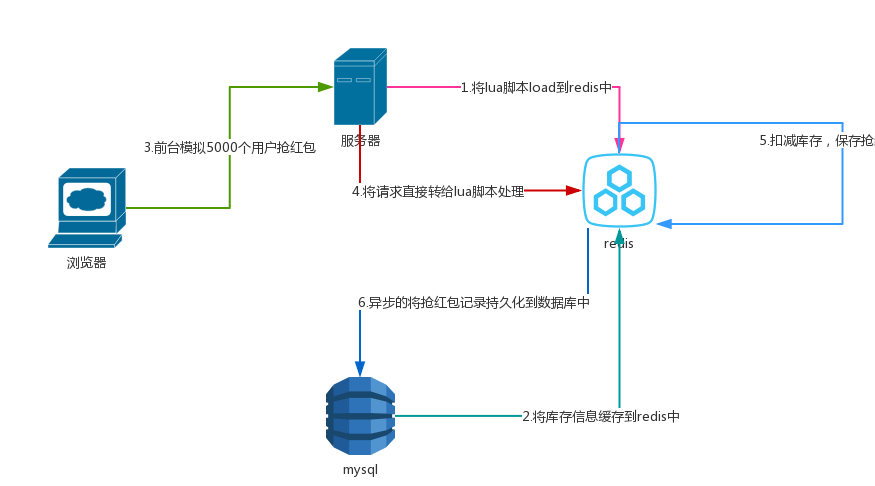 1.将lua脚本load到redis中
服务器
3.前台模拟5000个用户抢红包
5.扣减库存，保存抢
4.将请求直接转给lua脚本处理
redis
浏览器
6.异步的将抢红包记录持久化到数据库中
2.将库存信息缓存到redis中
mysql